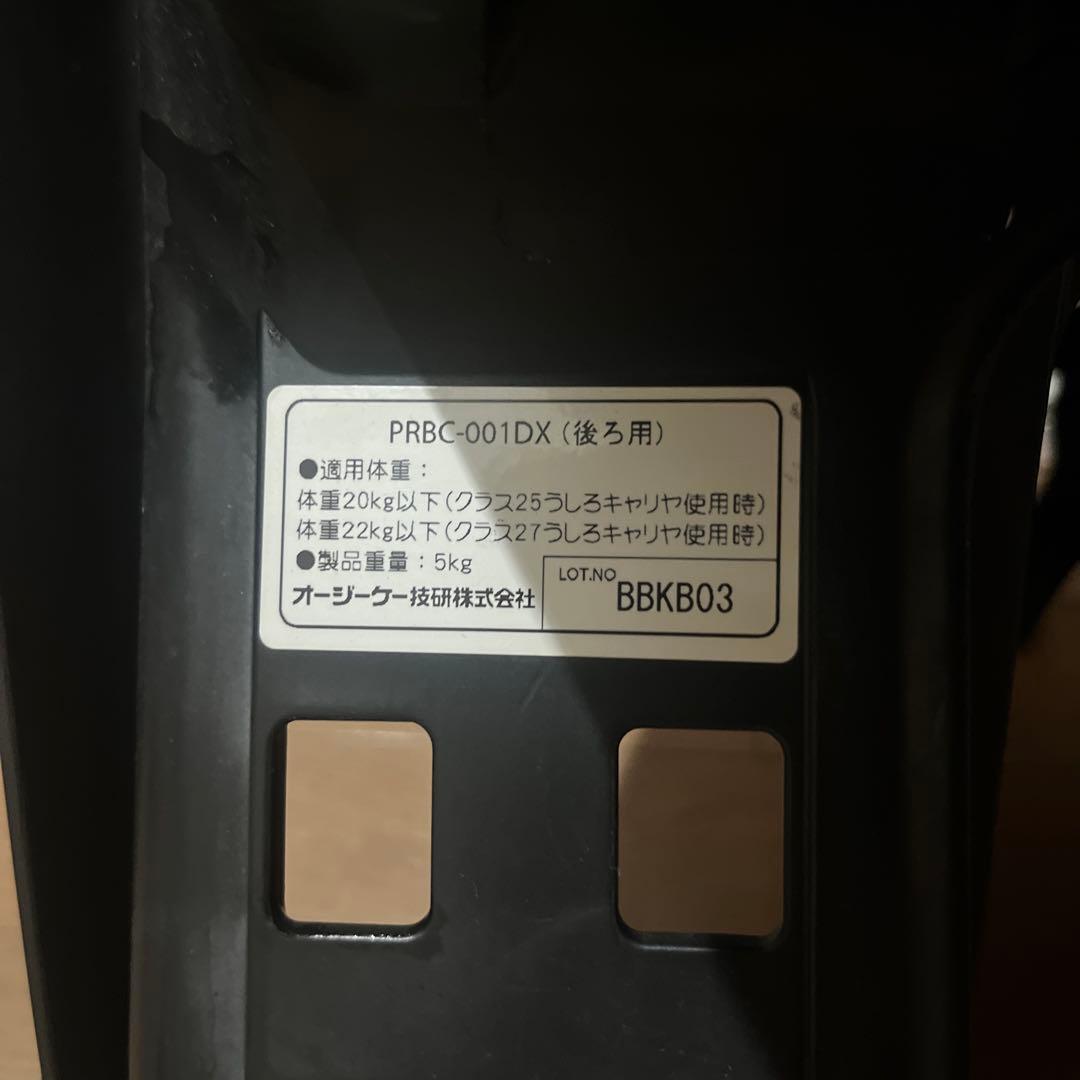 PRBC-001DX（後ろ用）
●適用体重：
体重20kg以下（クラス25うしろキャリヤ使用時）
体重22kg以下（クラス27うしろキャリヤ使用時）
●製品重量：5kg
オージーケー技研株式会社
LOT.NO BBKB03